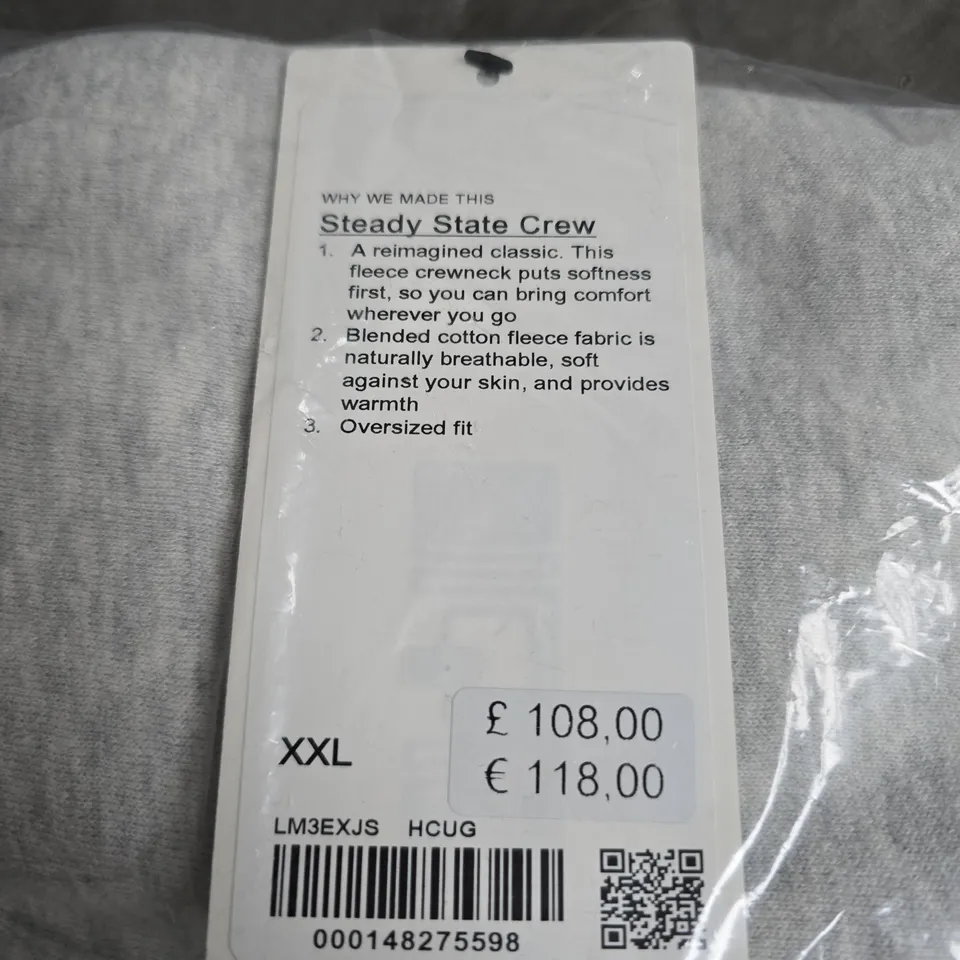 WHY WE MADE THIS
Steady State Crew
1. A reimagined classic. This
fleece crewneck puts softness
first, so you can bring comfort
wherever you go
2. Blended cotton fleece fabric is
naturally breathable, soft
against your skin, and provides
warmth
3. Oversized fit
£ 108,00
€ 118,00
XXL
LM3EXJS HCUG
000148275598